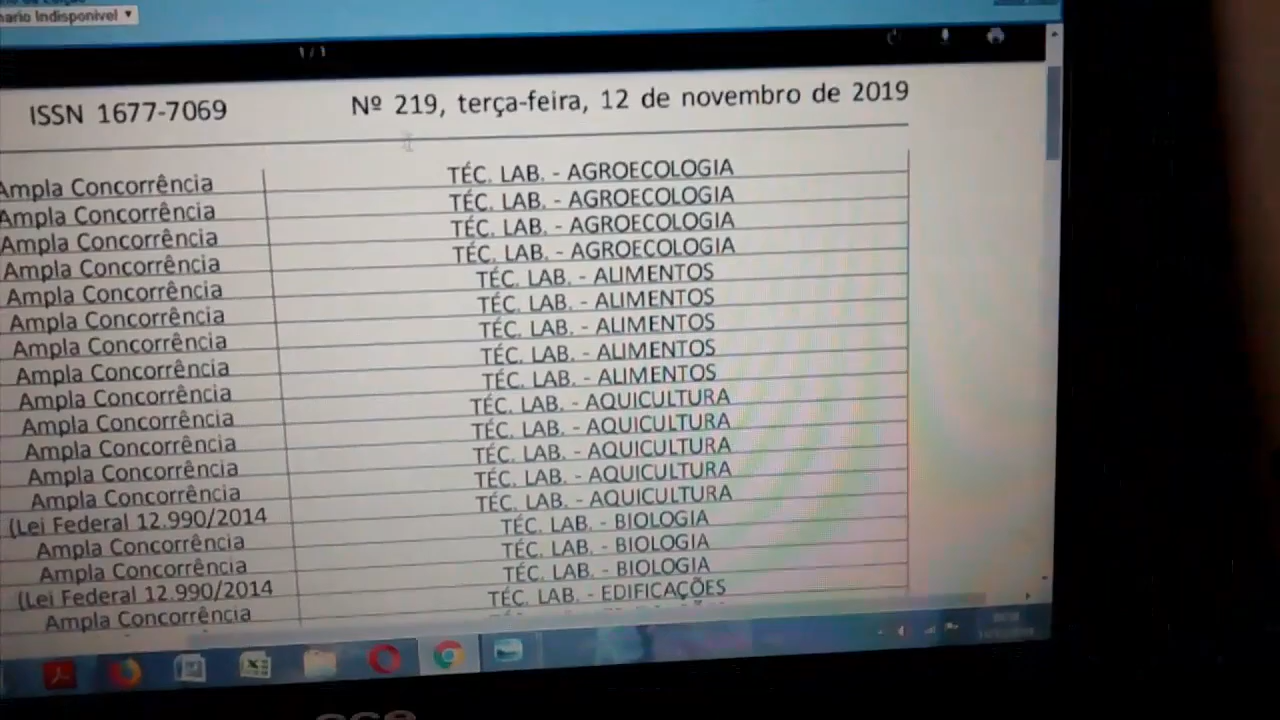 nario Indisponivel
1 / 1
ISSN 1677-7069 Nº 219, terça-feira, 12 de novembro de 2019
Ampla Concorrência TÉC. LAB. - AGROECOLOGIA
Ampla Concorrência TÉC. LAB. - AGROECOLOGIA
Ampla Concorrência TÉC. LAB. - AGROECOLOGIA
Ampla Concorrência TÉC. LAB. - AGROECOLOGIA
Ampla Concorrência TÉC. LAB. - ALIMENTOS
Ampla Concorrência TÉC. LAB. - ALIMENTOS
Ampla Concorrência TÉC. LAB. - ALIMENTOS
Ampla Concorrência TÉC. LAB. - ALIMENTOS
Ampla Concorrência TÉC. LAB. - ALIMENTOS
Ampla Concorrência TÉC. LAB. - AQUICULTURA
Ampla Concorrência TÉC. LAB. - AQUICULTURA
Ampla Concorrência TÉC. LAB. - AQUICULTURA
Ampla Concorrência TÉC. LAB. - AQUICULTURA
(Lei Federal 12.990/2014 TÉC. LAB. - AQUICULTURA
Ampla Concorrência TÉC. LAB. - BIOLOGIA
Ampla Concorrência TÉC. LAB. - BIOLOGIA
(Lei Federal 12.990/2014 TÉC. LAB. - BIOLOGIA
Ampla Concorrência TÉC. LAB. - EDIFICAÇÕES